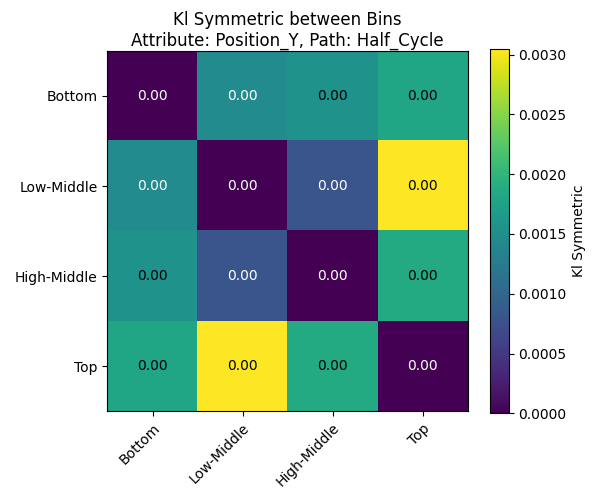 Kl Symmetric between Bins
Attribute: Position_Y, Path: Half_Cycle
Bottom 0.00 0.00 0.00 0.00
Low-Middle 0.00 0.00 0.00 0.00
High-Middle 0.00 0.00 0.00 0.00
Top 0.00 0.00 0.00 0.00
Bottom Low-Middle High-Middle Top
0.0030
0.0025
0.0020
0.0015
0.0010
0.0005
0.0000
Kl Symmetric